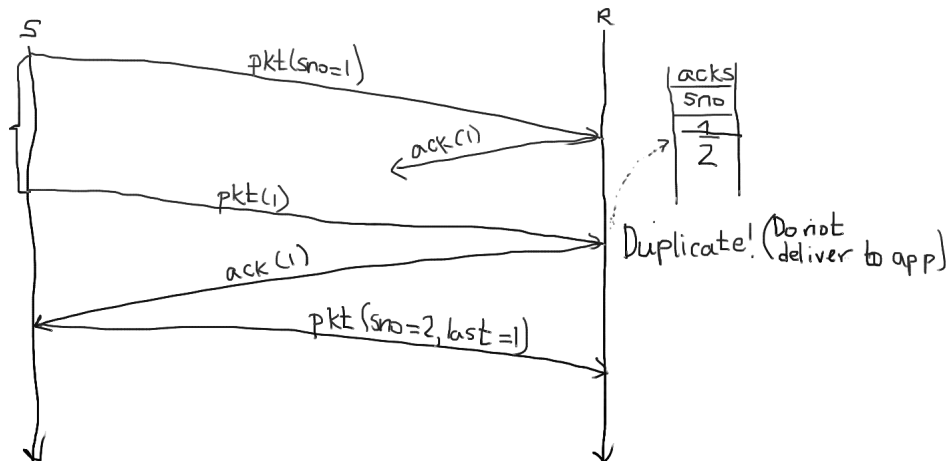 S
R
pkt(sno=1)
acks
sno
1
2
ack(1)
pkt(1)
Duplicate! (Do not
deliver to app)
ack(1)
pkt(sno=2, last=1)